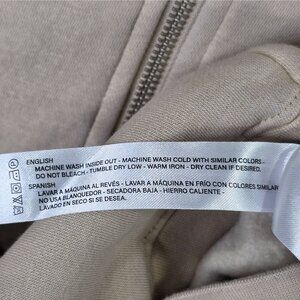 ENGLISH
MACHINE WASH INSIDE OUT - MACHINE WASH COLD WITH SIMILAR COLORS -
DO NOT BLEACH - TUMBLE DRY LOW - WARM IRON - DRY CLEAN IF DESIRED.
SPANISH
LAVAR A MÁQUINA AL REVÉS - LAVAR A MÁQUINA EN FRÍO CON COLORES SIMILAR
NO USA BLANQUEDOR - SECADORA BAJA - HIERRO CALIENTE -
LAVADO EN SECO SI SE DESEA.